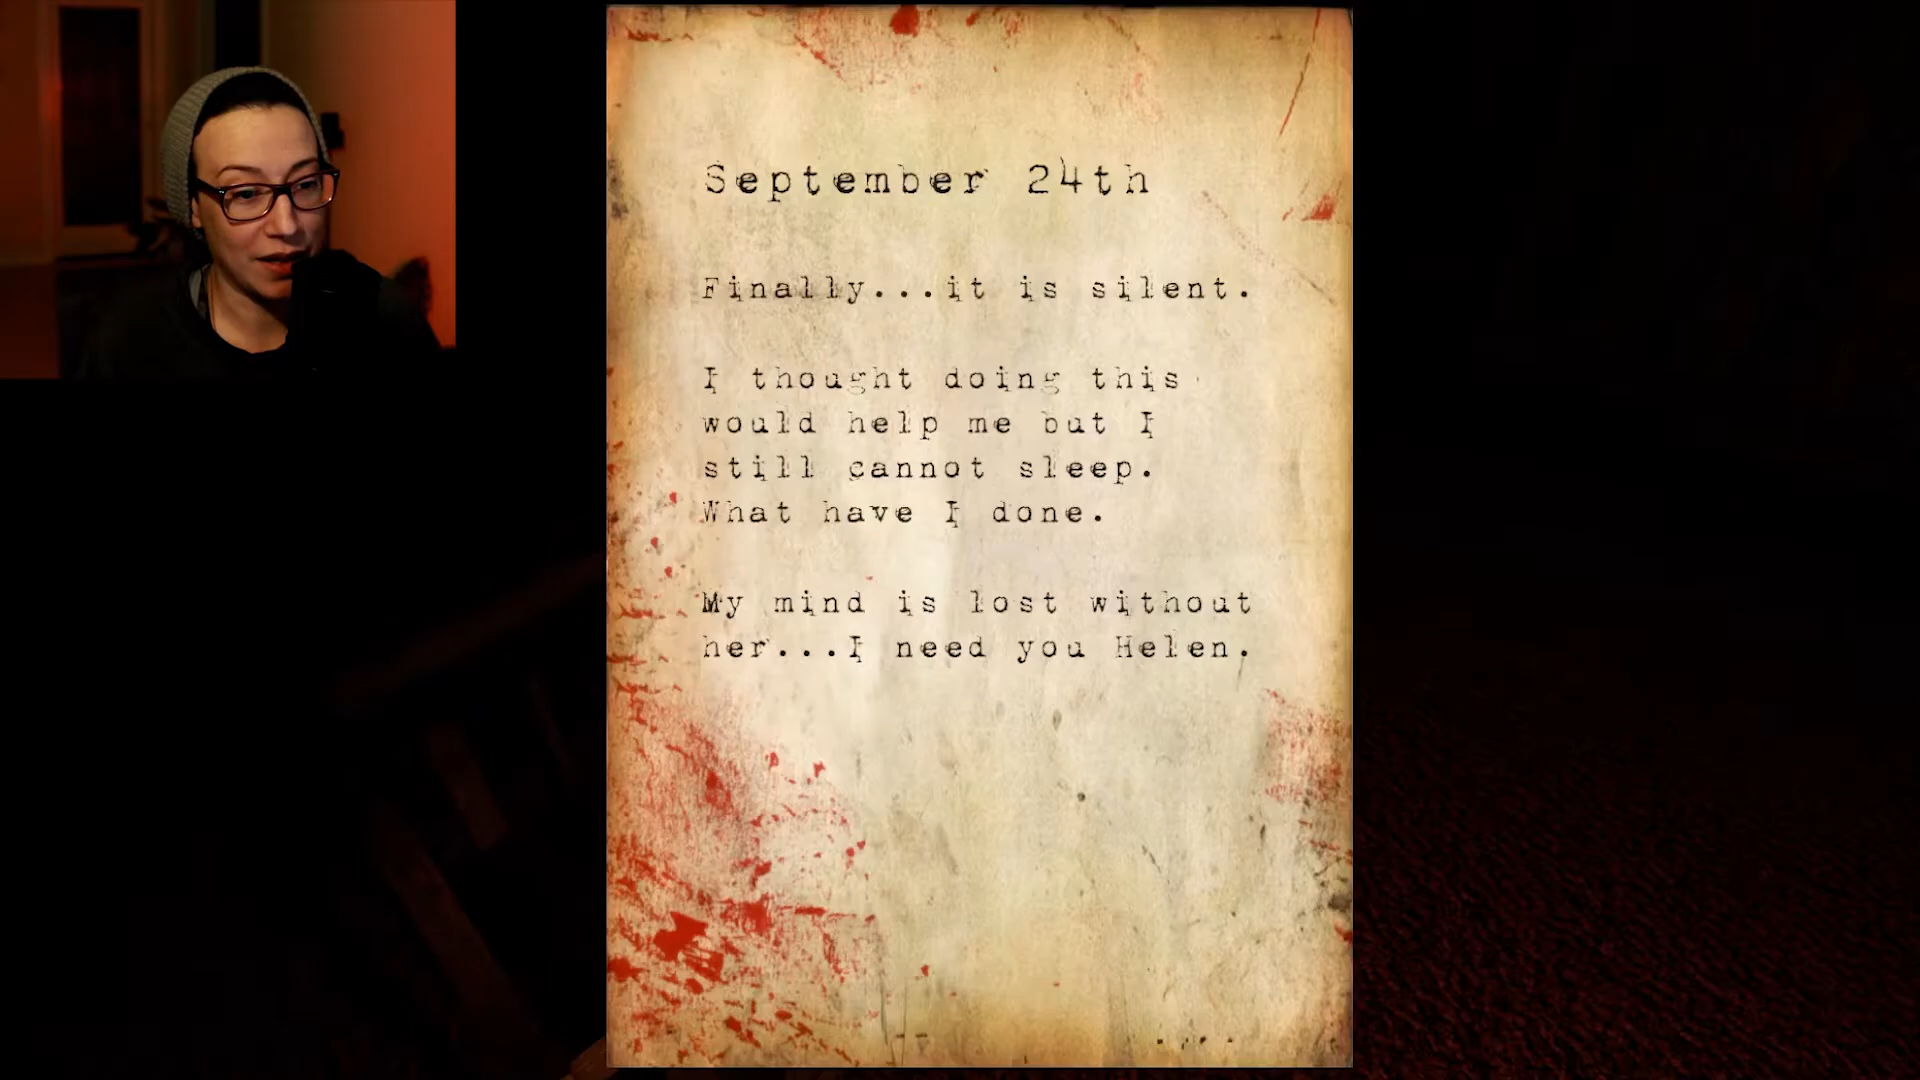 September 24th
Finally...it is silent.
I thought doing this
would help me but I
still cannot sleep.
What have I done.
My mind is lost without
her...I need you Helen.